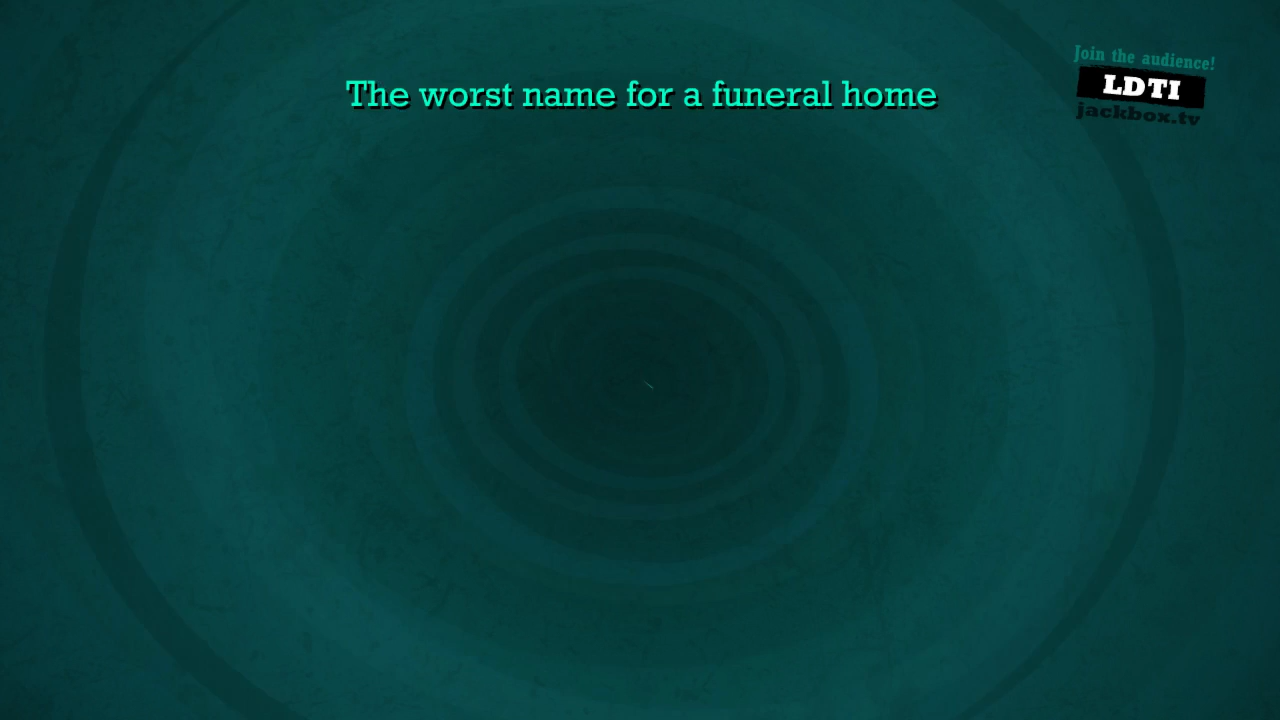 The worst name for a funeral home
Join the audience!
LDTI
jackbox.tv